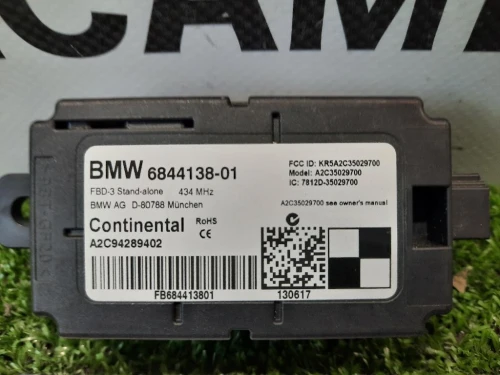 BMW 6844138-01
FBD-3 Stand-alone 434 MHz
BMW AG D-80788 München
Continental RoHS
CE
A2C94289402
FCC ID: KR5A2C35029700
Model: A2C35029700
IC: 7812D-35029700
A2C35029700 see owner's manual
FB684413801
130617